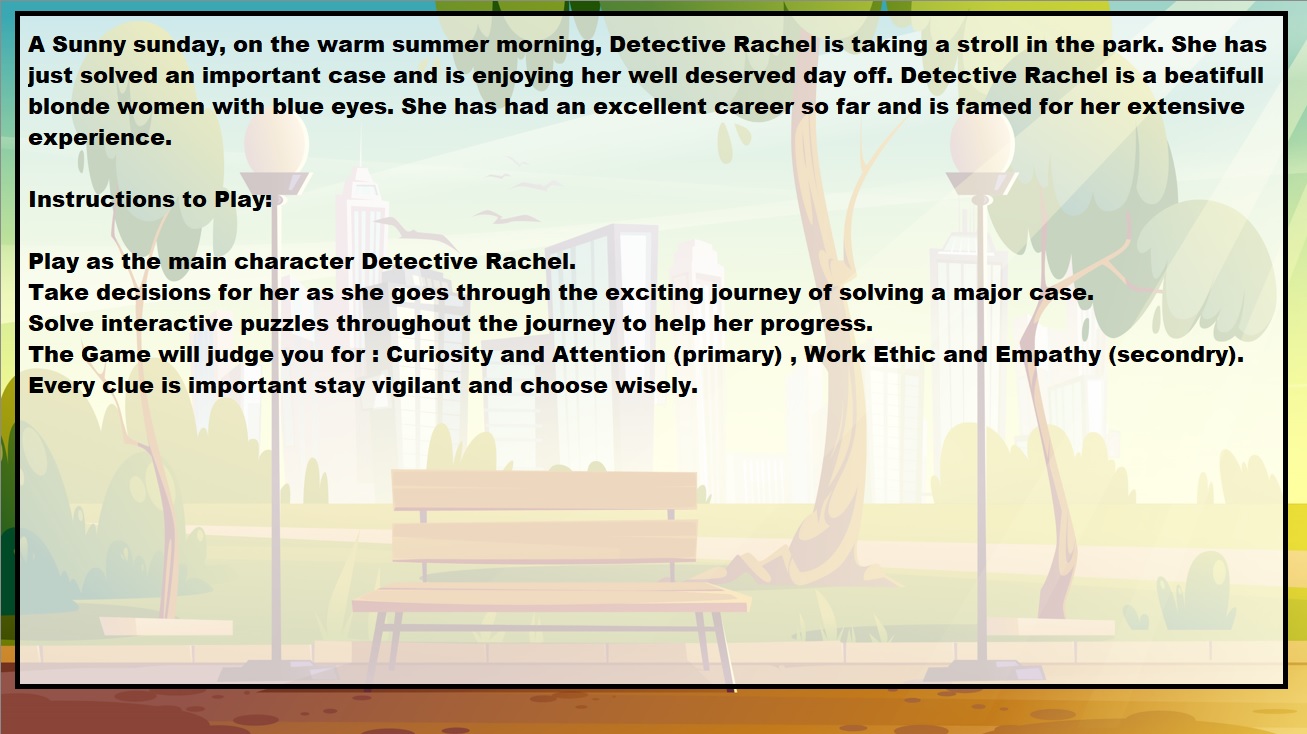 A Sunny sunday, on the warm summer morning, Detective Rachel is taking a stroll in the park. She has
just solved an important case and is enjoying her well deserved day off. Detective Rachel is a beatifull
blonde women with blue eyes. She has had an excellent career so far and is famed for her extensive
experience.
Instructions to Play:
Play as the main character Detective Rachel.
Take decisions for her as she goes through the exciting journey of solving a major case.
Solve interactive puzzles throughout the journey to help her progress.
The Game will judge you for : Curiosity and Attention (primary) , Work Ethic and Empathy (secondry).
Every clue is important stay vigilant and choose wisely.